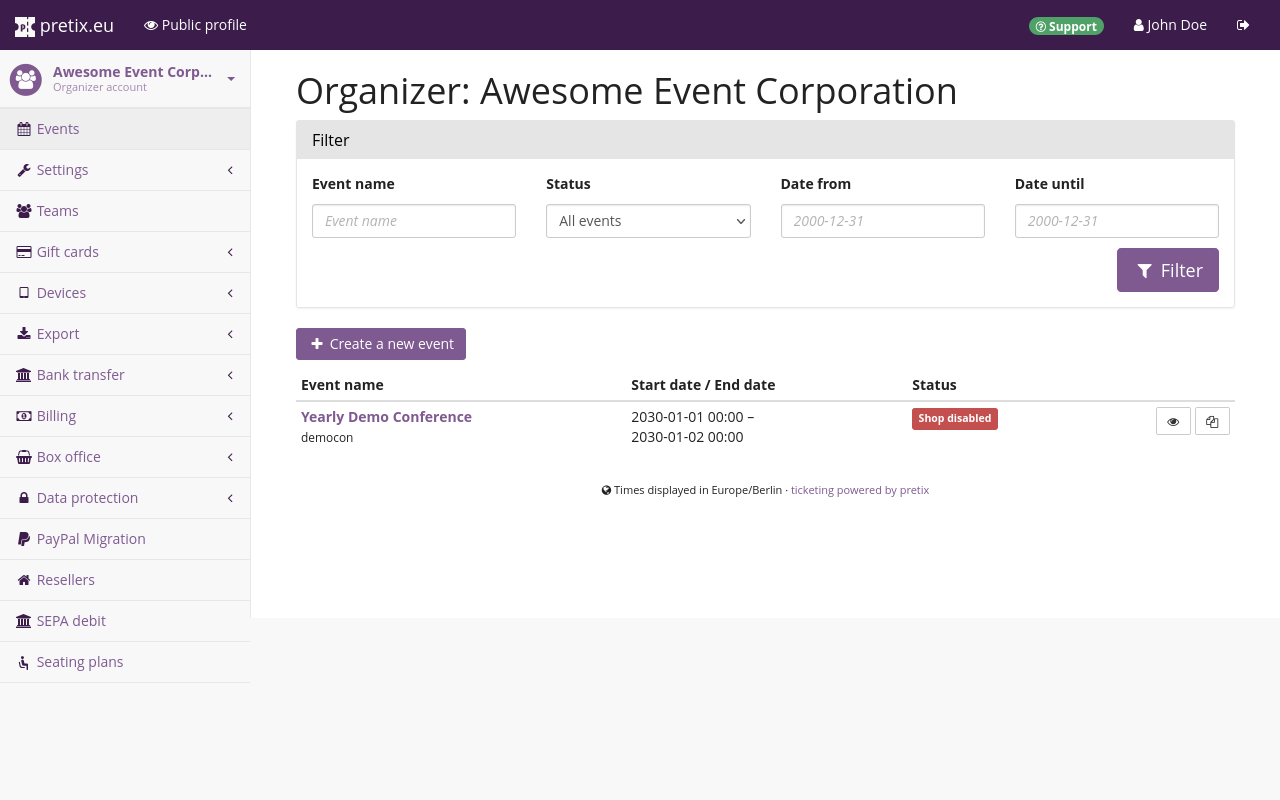 pretix.eu
Public profile
Support
John Doe
Awesome Event Corp...
Organizer account
Events
Settings
Teams
Gift cards
Devices
Export
Bank transfer
Billing
Box office
Data protection
PayPal Migration
Resellers
SEPA debit
Seating plans
Organizer: Awesome Event Corporation
Filter
Event name Status Date from Date until
Event name All events 2000-12-31 2000-12-31
Filter
Create a new event
Event name Start date / End date Status
Yearly Demo Conference 2030-01-01 00:00 – Shop disabled
democon 2030-01-02 00:00
Times displayed in Europe/Berlin · ticketing powered by pretix